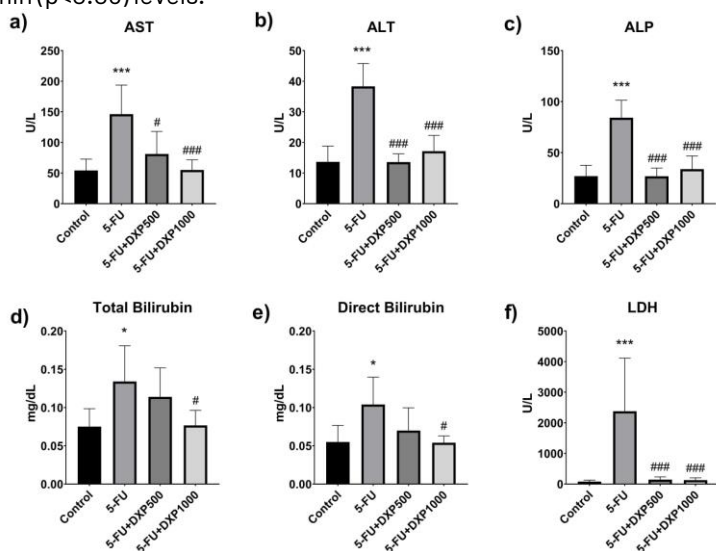 levels.
a) AST
b) ALT
c) ALP
U/L
250
200
150
100
50
0
***
#
###
Control
5-FU
5-FU+DXP500
5-FU+DXP1000
U/L
50
40
30
20
10
0
***
###
###
Control
5-FU
5-FU+DXP500
5-FU+DXP1000
U/L
150
100
50
0
***
###
###
Control
5-FU
5-FU+DXP500
5-FU+DXP1000
d) Total Bilirubin
e) Direct Bilirubin
f) LDH
mg/dL
0.20
0.15
0.10
0.05
0.00
*
#
Control
5-FU
5-FU+DXP500
5-FU+DXP1000
mg/dL
0.20
0.15
0.10
0.05
0.00
*
#
Control
5-FU
5-FU+DXP500
5-FU+DXP1000
U/L
5000
4000
3000
2000
1000
0
***
###
###
Control
5-FU
5-FU+DXP500
5-FU+DXP1000